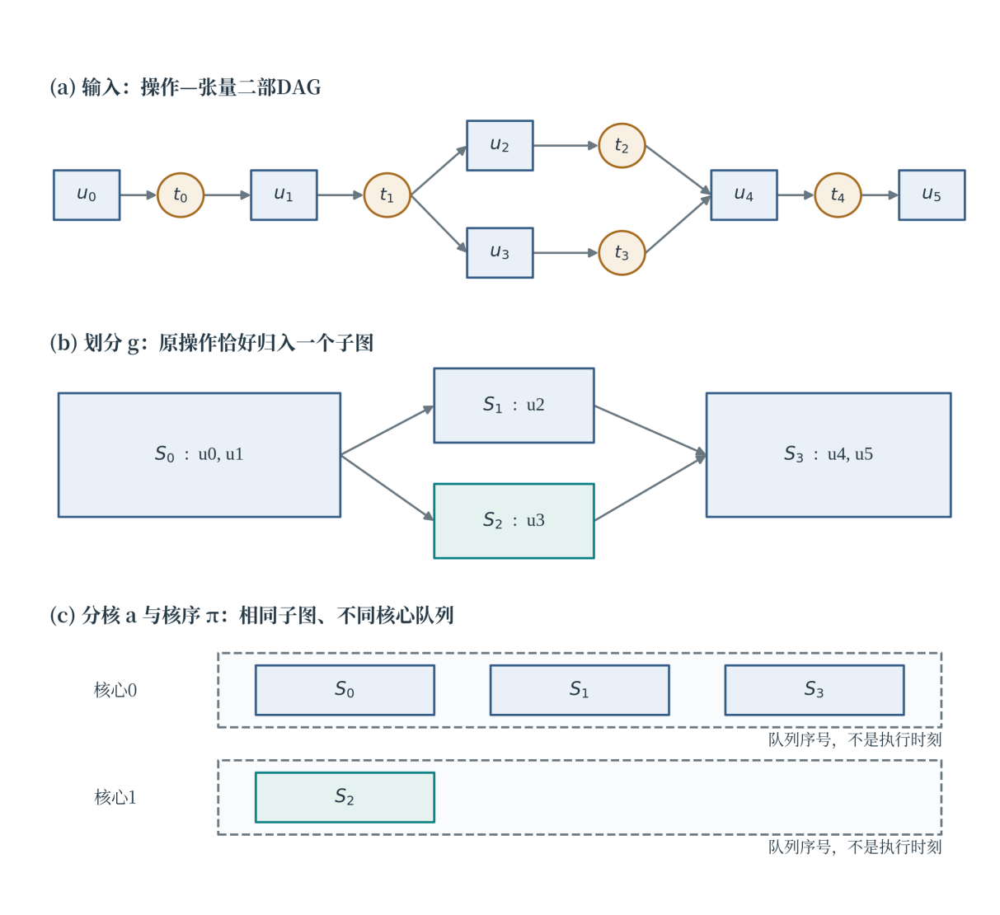 (a) 输入：操作—张量二部DAG
u2 t2
u0 t0 u1 t1 u4 t4 u5
u3 t3
(b) 划分 g：原操作恰好归入一个子图
S1 : u2
S0 : u0, u1 S3 : u4, u5
S2 : u3
(c) 分核 a 与核序 π：相同子图、不同核心队列
核心0 S0 S1 S3
队列序号，不是执行时刻
核心1 S2
队列序号，不是执行时刻